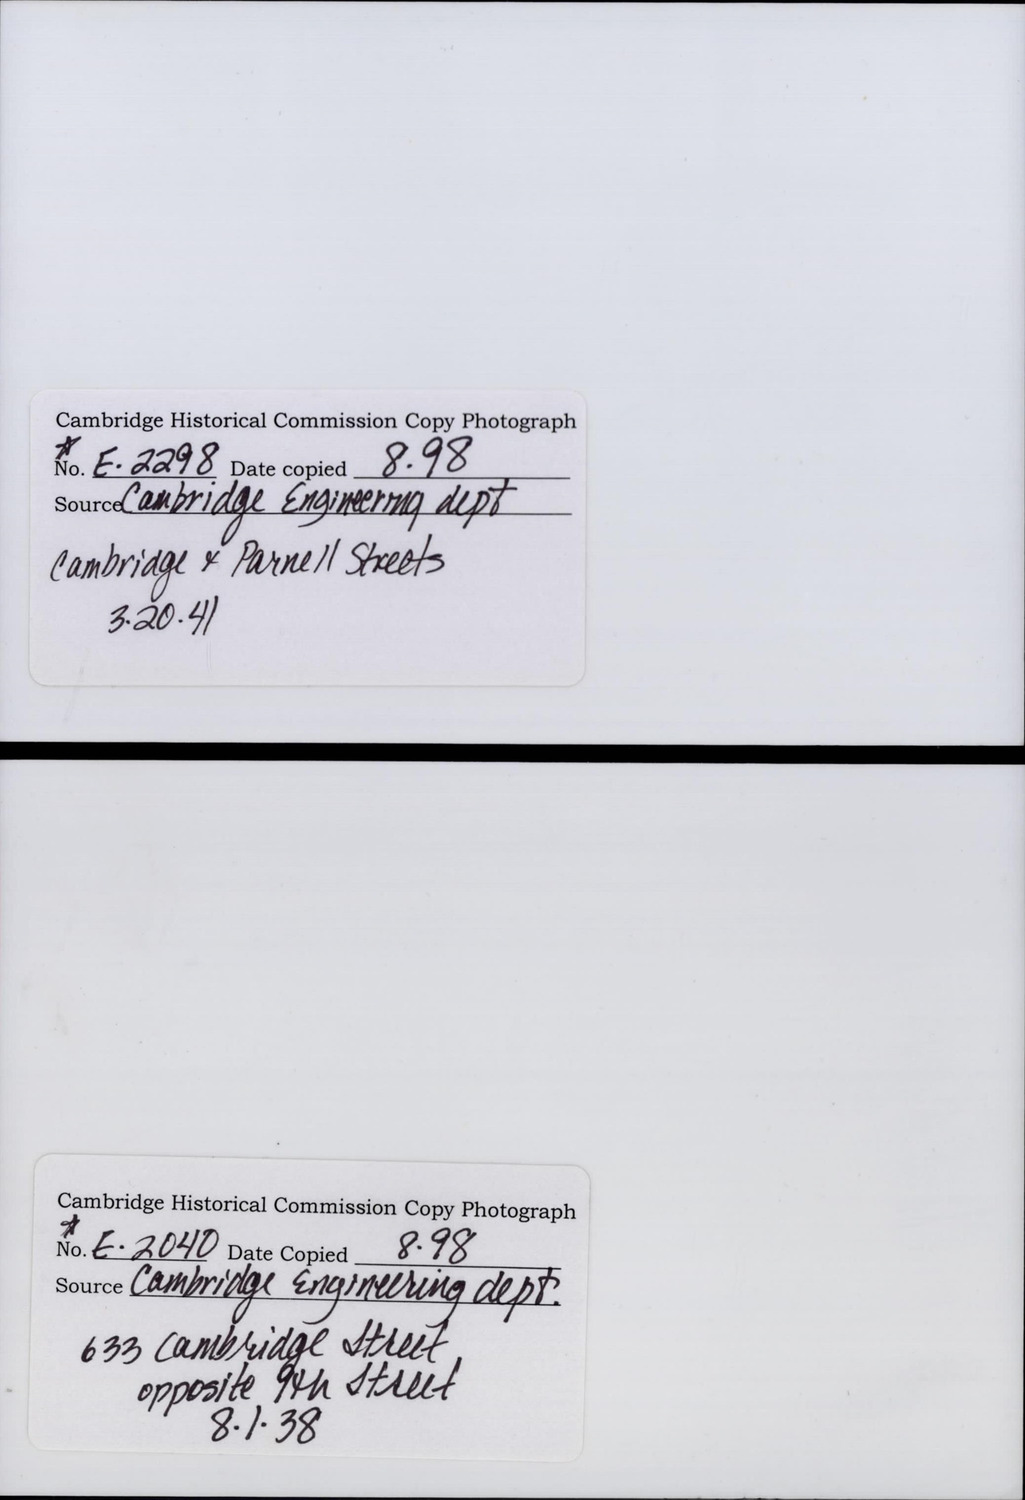 Cambridge Historical Commission Copy Photograph
*
No. E.2298 Date copied 8.98
Source Cambridge Engineering dept
Cambridge & Parnell Streets
3.20.41
Cambridge Historical Commission Copy Photograph
*
No. E.2040 Date Copied 8.98
Source Cambridge Engineering dept.
633 Cambridge Street,
opposite 9th Street
8.1.38